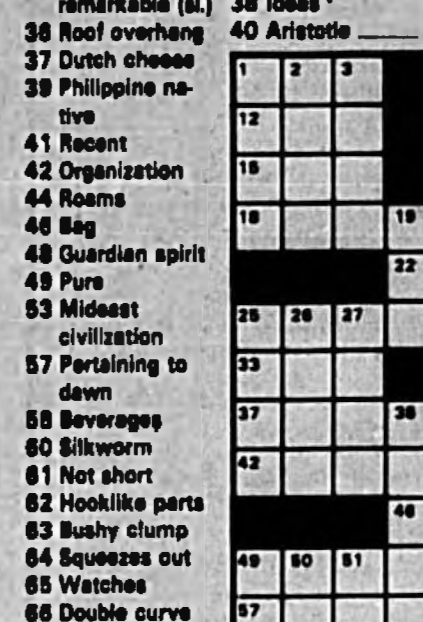 remarkable (sl.)
36 Roof overhang
37 Dutch cheese
39 Philippine na-
tive
41 Recent
42 Organization
44 Roams
46 Bag
48 Guardian spirit
49 Pure
53 Mideast
civilization
57 Pertaining to
dawn
58 Beverages
60 Silkworm
61 Not short
62 Hooklike parts
63 Bushy clump
64 Squeezes out
65 Watches
66 Double curve
38 Ideas
40 Aristotle
1 2 3
12
15
18 19
22
25 26 27
33
37 38
42
46
49 50 51
57